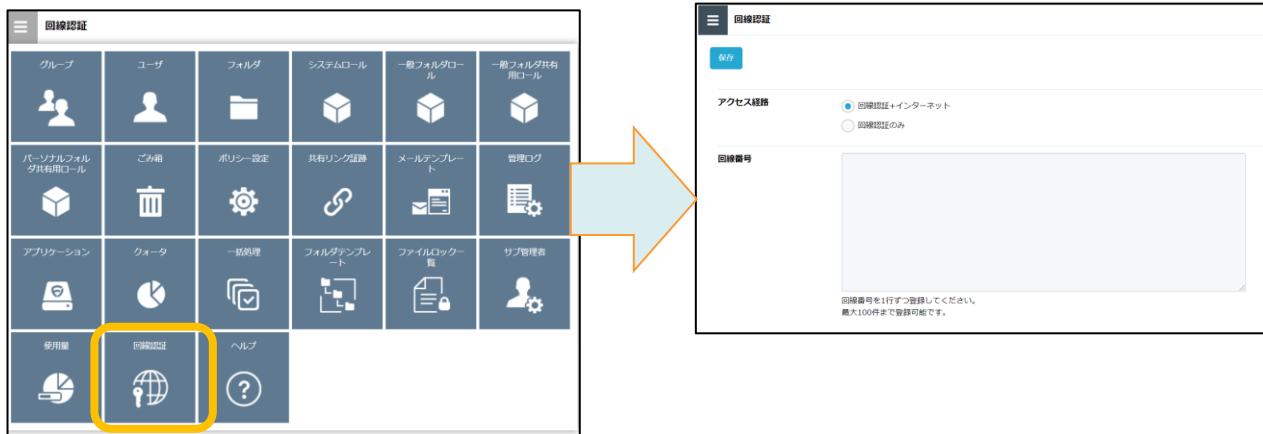 回線認証
グループ
ユーザ
フォルダ
システムロール
一般フォルダロー
ル
一般フォルダ共有
用ロール
パーソナルフォル
ダ共有用ロール
ごみ箱
ポリシー設定
共有リンク証跡
メールテンプレー
ト
管理ログ
アプリケーション
クォータ
一括処理
フォルダテンプレ
ート
ファイルロック一
覧
サブ管理者
使用量
回線認証
ヘルプ
回線認証
保存
アクセス経路
回線認証+インターネット
回線認証のみ
回線番号
回線番号を1行ずつ登録してください。
最大100件まで登録可能です。